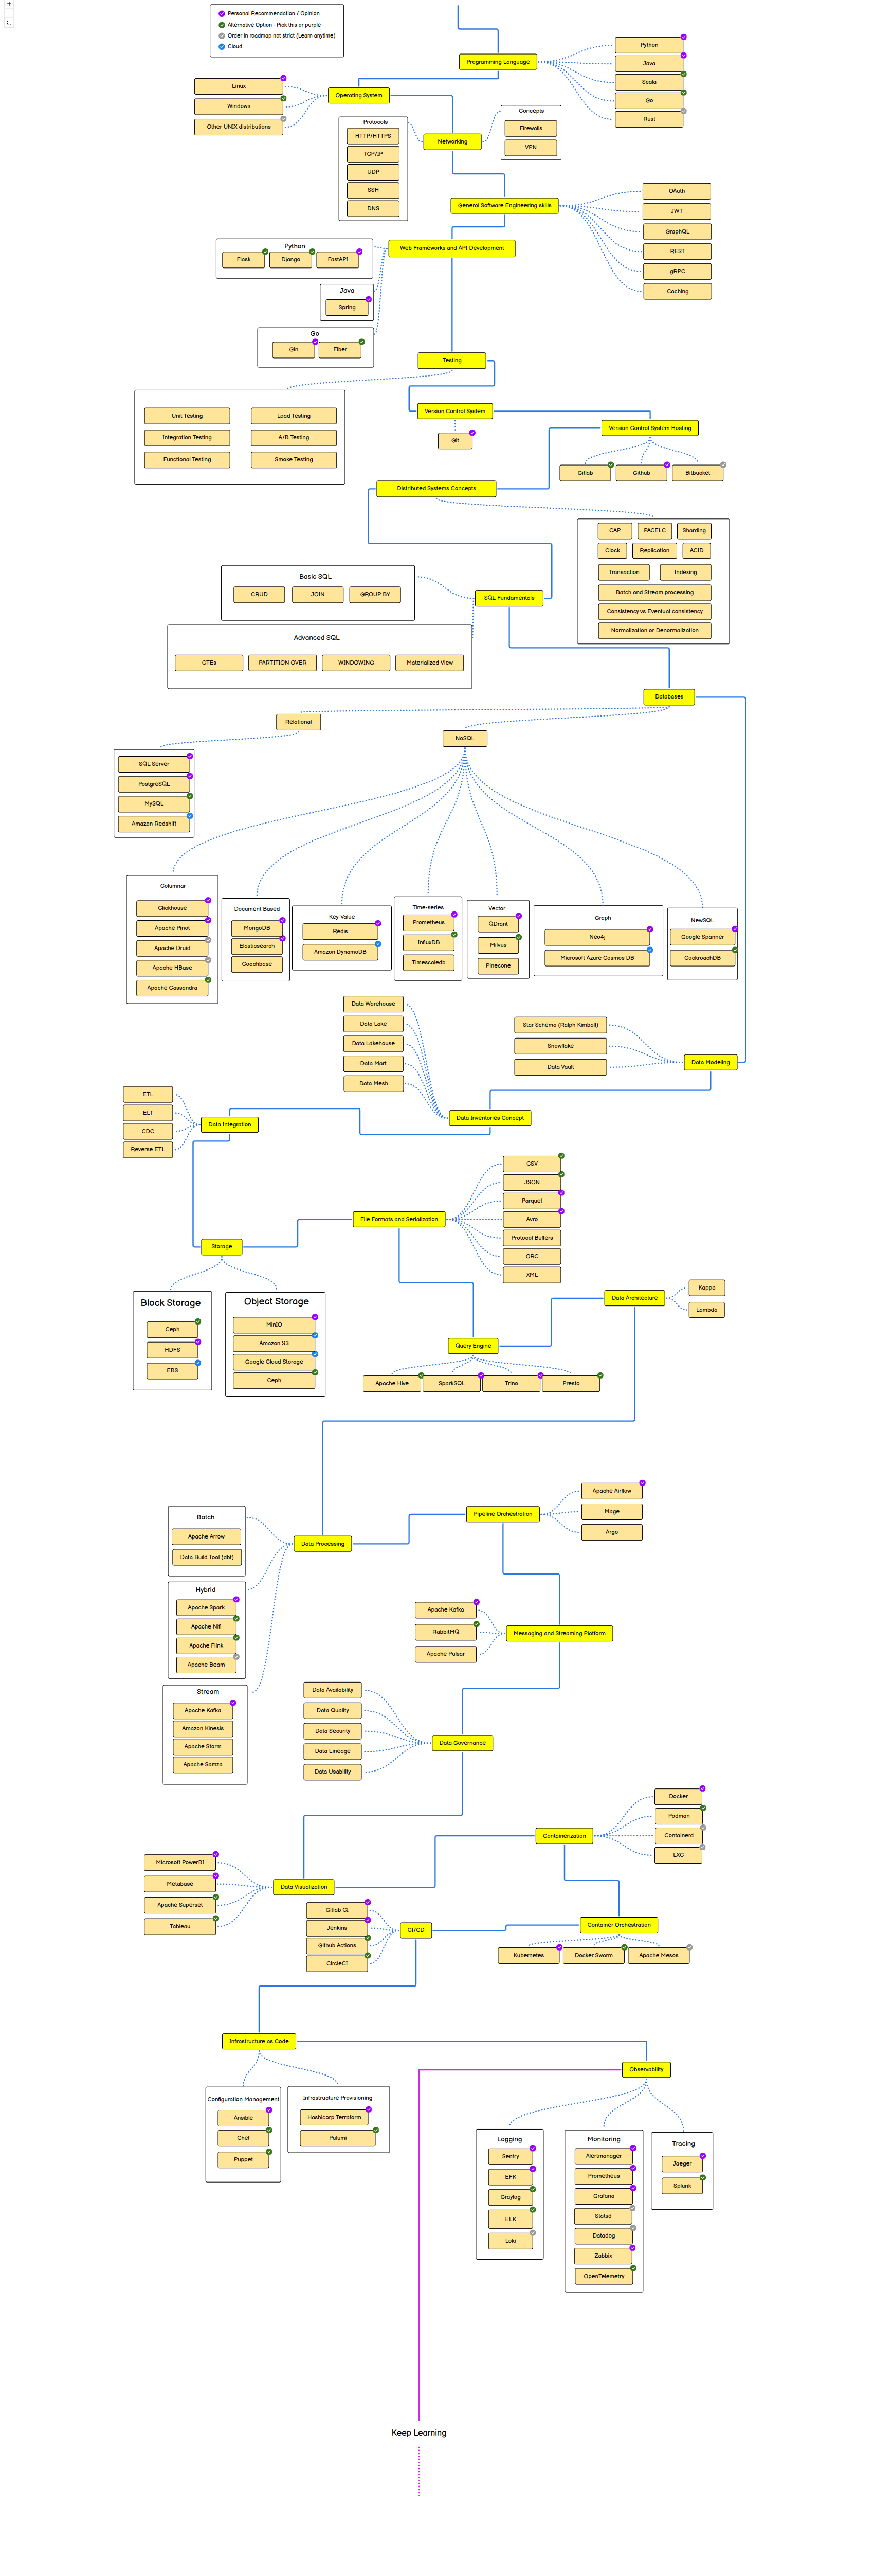 Personal Recommendation / Opinion
Alternative Option - Pick this or purple
Order in roadmap not strict (Learn anytime)
Cloud
Programming Language
Python
Java
Scala
Go
Rust
Operating System
Linux
Windows
Other UNIX distributions
Networking
Protocols
HTTP/HTTPS
TCP/IP
UDP
SSH
DNS
Concepts
Firewalls
VPN
General Software Engineering skills
OAuth
JWT
GraphQL
REST
gRPC
Caching
Web Frameworks and API Development
Python
Flask
Django
FastAPI
Java
Spring
Go
Gin
Fiber
Testing
Unit Testing
Load Testing
Integration Testing
A/B Testing
Functional Testing
Smoke Testing
Version Control System
Git
Version Control System Hosting
Gitlab
Github
Bitbucket
Distributed Systems Concepts
CAP
PACELC
Sharding
Clock
Replication
ACID
Transaction
Indexing
Batch and Stream processing
Consistency vs Eventual consistency
Normalization or Denormalization
SQL Fundamentals
Basic SQL
CRUD
JOIN
GROUP BY
Advanced SQL
CTEs
PARTITION OVER
WINDOWING
Materialized View
Databases
Relational
SQL Server
PostgreSQL
MySQL
Amazon Redshift
NoSQL
Columnar
Clickhouse
Apache Pinot
Apache Druid
Apache HBase
Apache Cassandra
Document Based
MongoDB
Elasticsearch
Coachbase
Key-Value
Redis
Amazon DynamoDB
Time-series
Prometheus
InfluxDB
Timescaledb
Vector
QDrant
Milvus
Pinecone
Graph
Neo4j
Microsoft Azure Cosmos DB
NewSQL
Google Spanner
CockroachDB
Data Modeling
Star Schema (Ralph Kimball)
Snowflake
Data Vault
Data Inventories Concept
Data Warehouse
Data Lake
Data Lakehouse
Data Mart
Data Mesh
Data Integration
ETL
ELT
CDC
Reverse ETL
Storage
Block Storage
Ceph
HDFS
EBS
Object Storage
MinIO
Amazon S3
Google Cloud Storage
Ceph
File Formats and Serialization
CSV
JSON
Parquet
Avro
Protocol Buffers
ORC
XML
Query Engine
Apache Hive
SparkSQL
Trino
Presto
Data Architecture
Kappa
Lambda
Data Processing
Batch
Apache Arrow
Data Build Tool (dbt)
Hybrid
Apache Spark
Apache Nifi
Apache Flink
Apache Beam
Stream
Apache Kafka
Amazon Kinesis
Apache Storm
Apache Samza
Pipeline Orchestration
Apache Airflow
Mage
Argo
Messaging and Streaming Platform
Apache Kafka
RabbitMQ
Apache Pulsar
Data Governance
Data Availability
Data Quality
Data Security
Data Lineage
Data Usability
Data Visualization
Microsoft PowerBI
Metabase
Apache Superset
Tableau
Containerization
Docker
Podman
Containerd
LXC
Container Orchestration
Kubernetes
Docker Swarm
Apache Mesos
CI/CD
Gitlab CI
Jenkins
Github Actions
CircleCI
Infrastructure as Code
Configuration Management
Ansible
Chef
Puppet
Infrastructure Provisioning
Hashicorp Terraform
Pulumi
Observability
Logging
Sentry
EFK
Graylog
ELK
Loki
Monitoring
Alertmanager
Prometheus
Grafana
Statsd
Datadog
Zabbix
OpenTelemetry
Tracing
Jaeger
Splunk
Keep Learning